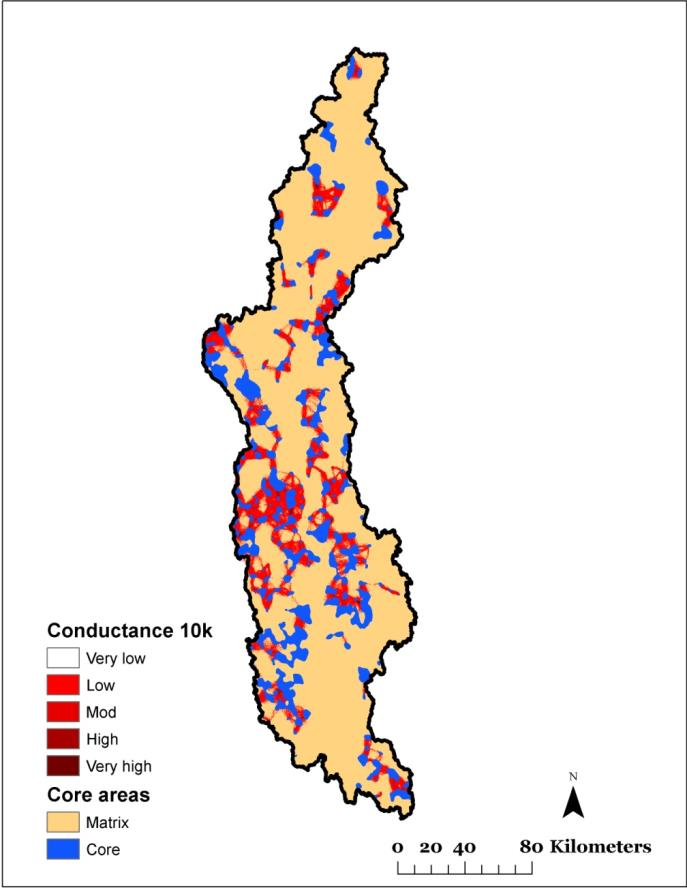 Conductance 10k
Very low
Low
Mod
High
Very high
Core areas
Matrix
Core
N
0 20 40 80 Kilometers